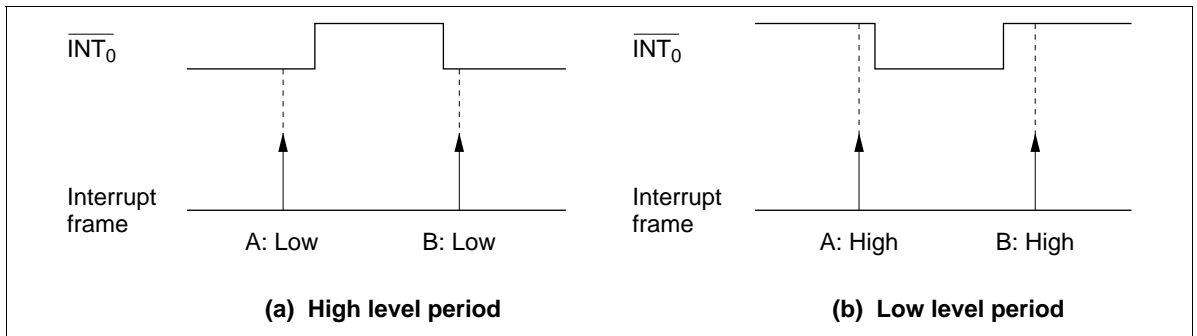 INT0
Interrupt
frame
A: Low B: Low
(a) High level period
INT0
Interrupt
frame
A: High B: High
(b) Low level period